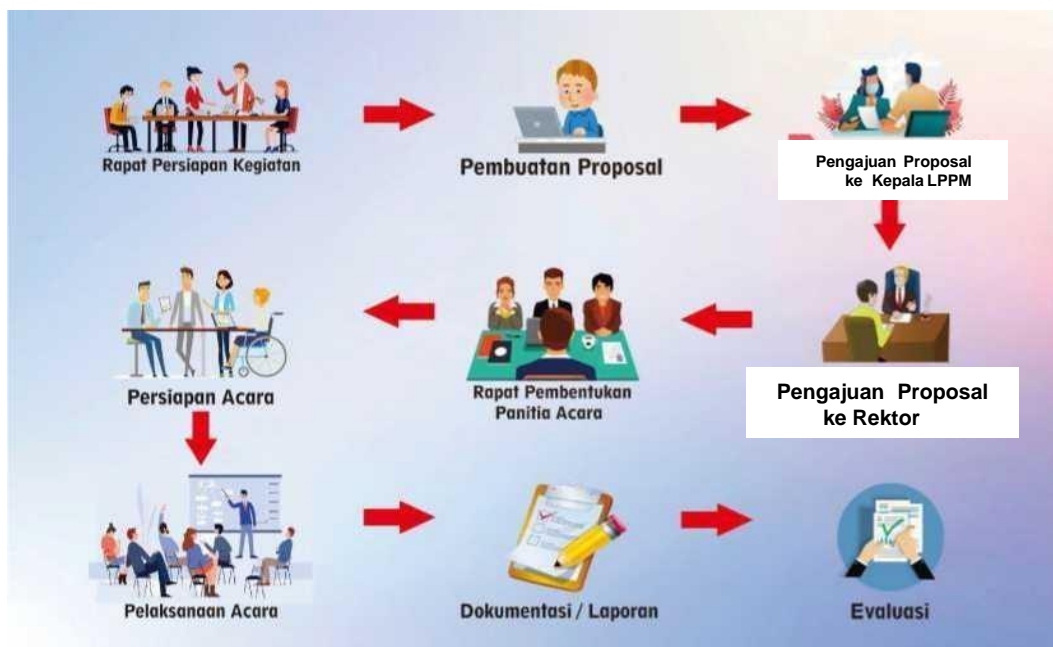 Rapat Persiapan Kegiatan
Pembuatan Proposal
Pengajuan Proposal
ke Kepala LPPM
Pengajuan Proposal
ke Rektor
Rapat Pembentukan
Panitia Acara
Persiapan Acara
Pelaksanaan Acara
Dokumentasi / Laporan
Evaluasi